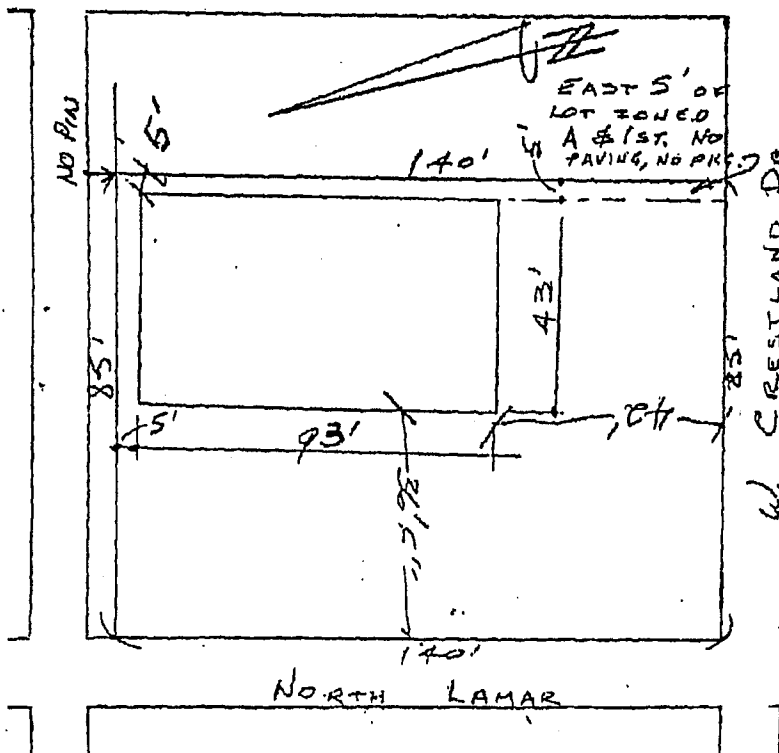 EAST 5' OF
LOT ZONED
A & 1ST. NO
PAVING, NO PKG.
NO PIN
5'
5'
140'
43'
85'
85'
5'
93'
42'
140'
W. CRESTLAND DR
NORTH LAMAR